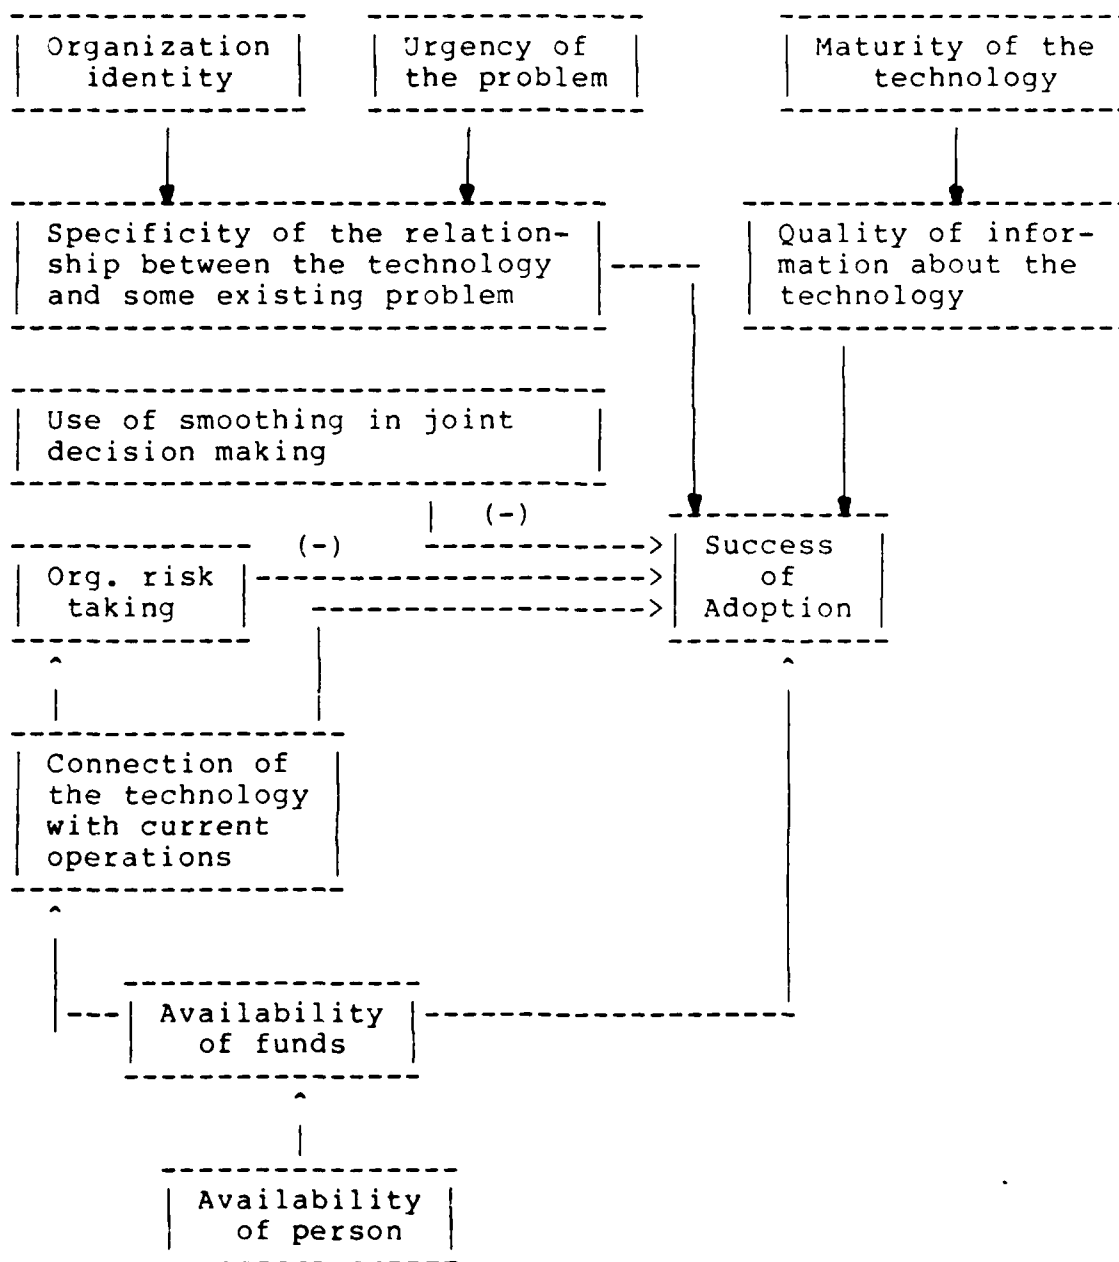 Organization
identity
Urgency of
the problem
Maturity of the
technology
Specificity of the relation-
ship between the technology
and some existing problem
Quality of infor-
mation about the
technology
Use of smoothing in joint
decision making
(-)
(-)
Org. risk
taking
Success
of
Adoption
Connection of
the technology
with current
operations
Availability
of funds
Availability
of person